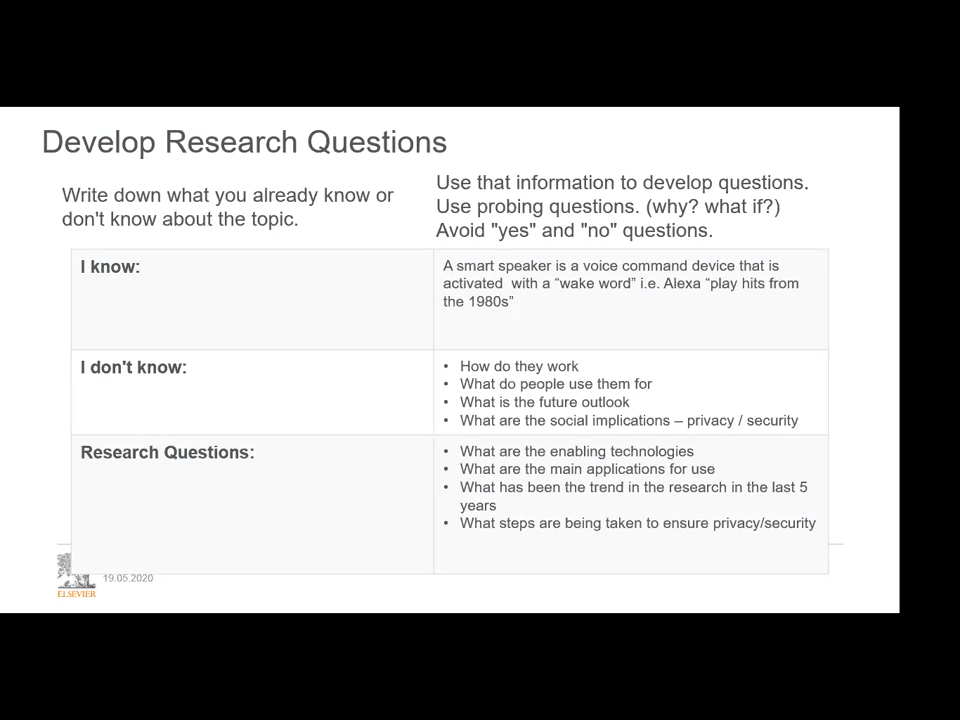 Develop Research Questions
Write down what you already know or
don't know about the topic.
Use that information to develop questions.
Use probing questions. (why? what if?)
Avoid "yes" and "no" questions.
I know:
A smart speaker is a voice command device that is
activated  with a “wake word” i.e. Alexa “play hits from
the 1980s”
I don't know:
• How do they work
• What do people use them for
• What is the future outlook
• What are the social implications – privacy / security
Research Questions:
• What are the enabling technologies
• What are the main applications for use
• What has been the trend in the research in the last 5
years
• What steps are being taken to ensure privacy/security
19.05.2020
ELSEVIER